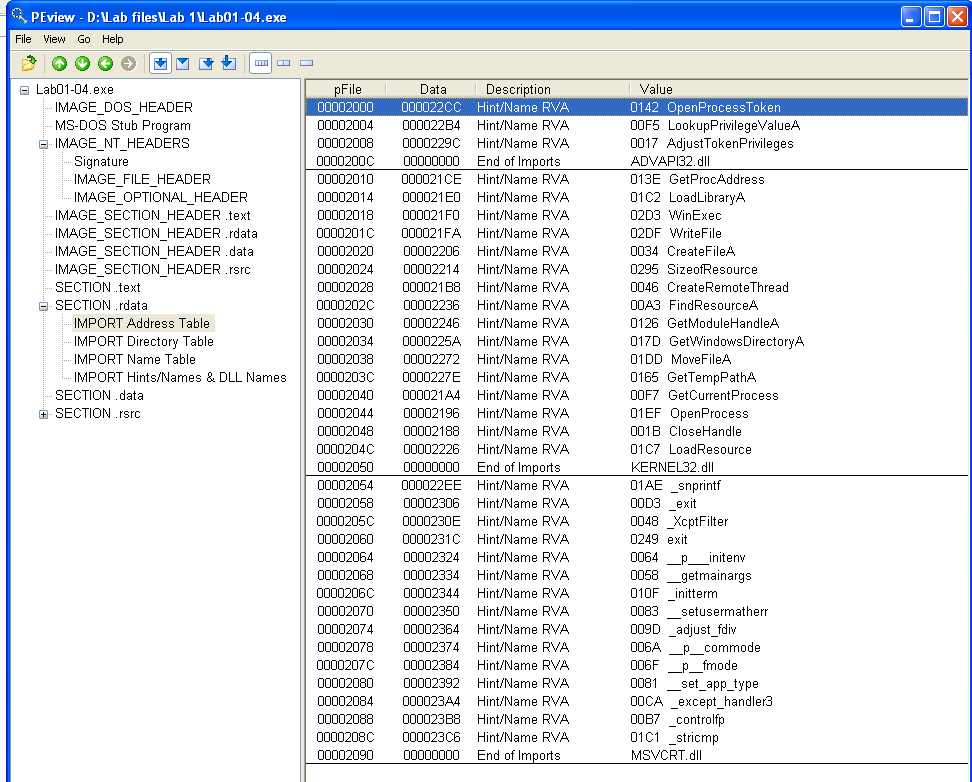 PEview - D:\Lab files\Lab 1\Lab01-04.exe
File View Go Help
Lab01-04.exe
IMAGE_DOS_HEADER
MS-DOS Stub Program
IMAGE_NT_HEADERS
Signature
IMAGE_FILE_HEADER
IMAGE_OPTIONAL_HEADER
IMAGE_SECTION_HEADER .text
IMAGE_SECTION_HEADER .rdata
IMAGE_SECTION_HEADER .data
IMAGE_SECTION_HEADER .rsrc
SECTION .text
SECTION .rdata
IMPORT Address Table
IMPORT Directory Table
IMPORT Name Table
IMPORT Hints/Names & DLL Names
SECTION .data
SECTION .rsrc
pFile Data Description Value
00002000 000022CC Hint/Name RVA 0142 OpenProcessToken
00002004 000022B4 Hint/Name RVA 00F5 LookupPrivilegeValueA
00002008 0000229C Hint/Name RVA 0017 AdjustTokenPrivileges
0000200C 00000000 End of Imports ADVAPI32.dll
00002010 000021CE Hint/Name RVA 013E GetProcAddress
00002014 000021E0 Hint/Name RVA 01C2 LoadLibraryA
00002018 000021F0 Hint/Name RVA 02D3 WinExec
0000201C 000021FA Hint/Name RVA 02DF WriteFile
00002020 00002206 Hint/Name RVA 0034 CreateFileA
00002024 00002214 Hint/Name RVA 0295 SizeofResource
00002028 000021B8 Hint/Name RVA 0046 CreateRemoteThread
0000202C 00002236 Hint/Name RVA 00A3 FindResourceA
00002030 00002246 Hint/Name RVA 0126 GetModuleHandleA
00002034 0000225A Hint/Name RVA 017D GetWindowsDirectoryA
00002038 00002272 Hint/Name RVA 01DD MoveFileA
0000203C 0000227E Hint/Name RVA 0165 GetTempPathA
00002040 000021A4 Hint/Name RVA 00F7 GetCurrentProcess
00002044 00002196 Hint/Name RVA 01EF OpenProcess
00002048 00002188 Hint/Name RVA 001B CloseHandle
0000204C 00002226 Hint/Name RVA 01C7 LoadResource
00002050 00000000 End of Imports KERNEL32.dll
00002054 000022EE Hint/Name RVA 01AE _snprintf
00002058 00002306 Hint/Name RVA 00D3 _exit
0000205C 0000230E Hint/Name RVA 0048 _XcptFilter
00002060 0000231C Hint/Name RVA 0249 exit
00002064 00002324 Hint/Name RVA 0064 __p___initenv
00002068 00002334 Hint/Name RVA 0058 __getmainargs
0000206C 00002344 Hint/Name RVA 010F _initterm
00002070 00002350 Hint/Name RVA 0083 __setusermatherr
00002074 00002364 Hint/Name RVA 009D _adjust_fdiv
00002078 00002374 Hint/Name RVA 006A __p__commode
0000207C 00002384 Hint/Name RVA 006F __p__fmode
00002080 00002392 Hint/Name RVA 0081 __set_app_type
00002084 000023A4 Hint/Name RVA 00CA _except_handler3
00002088 000023B8 Hint/Name RVA 00B7 _controlfp
0000208C 000023C6 Hint/Name RVA 01C1 _stricmp
00002090 00000000 End of Imports MSVCRT.dll